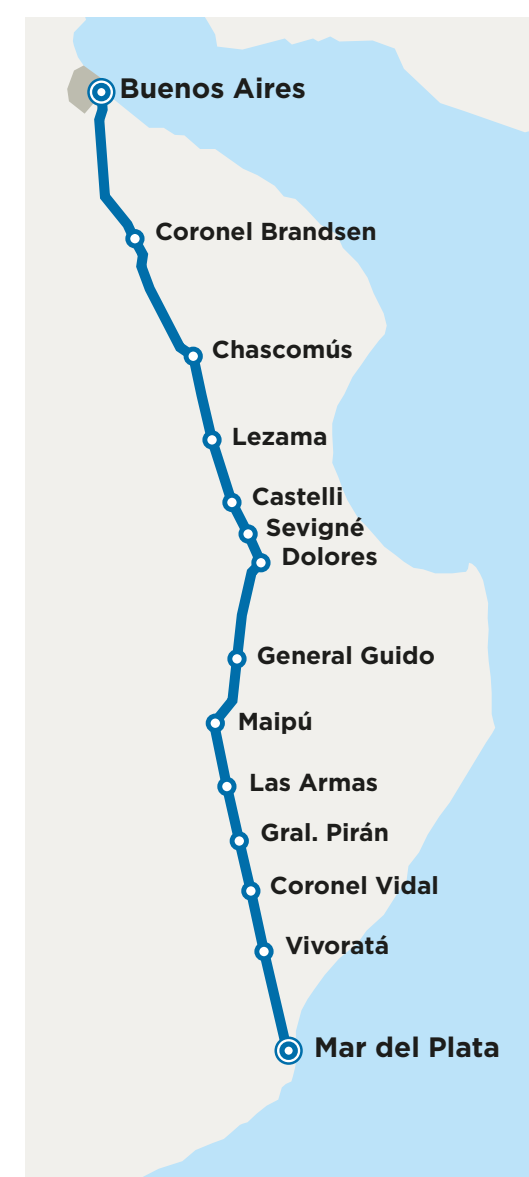 Buenos Aires
Coronel Brandsen
Chascomús
Lezama
Castelli
Sevigné
Dolores
General Guido
Maipú
Las Armas
Gral. Pirán
Coronel Vidal
Vivoratá
Mar del Plata